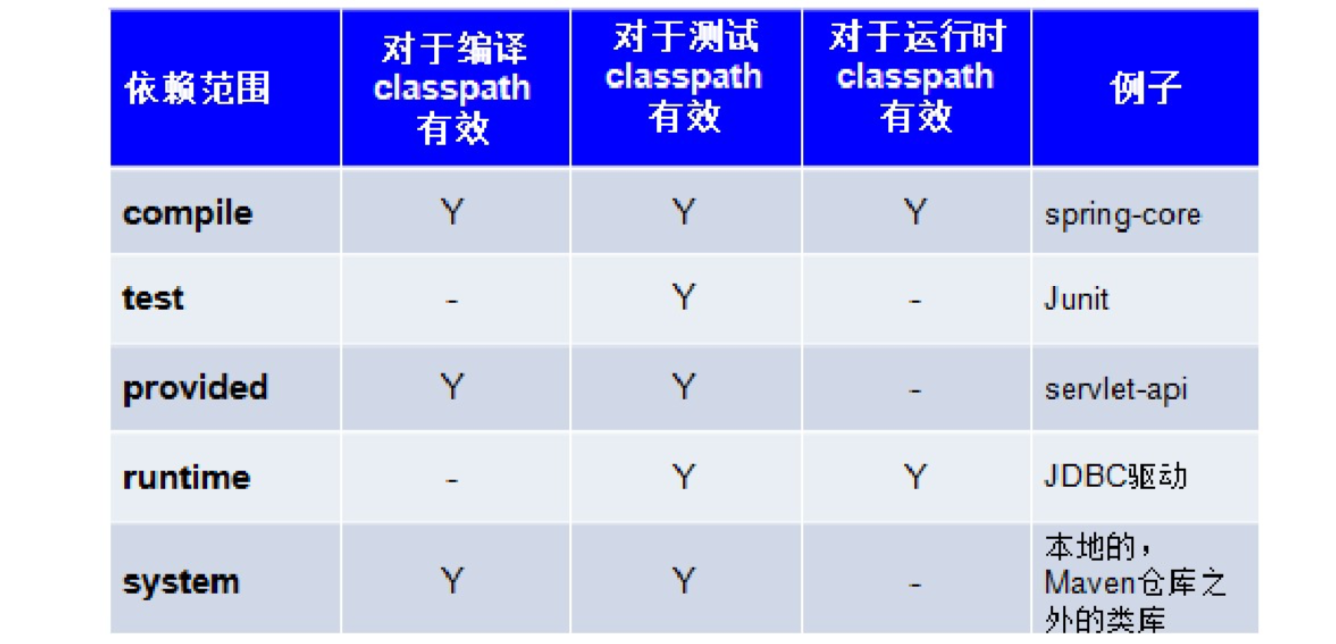 依赖范围
对于编译
classpath
有效
对于测试
classpath
有效
对于运行时
classpath
有效
例子
compile Y Y Y spring-core
test - Y - Junit
provided Y Y - servlet-api
runtime - Y Y JDBC驱动
system Y Y - 本地的，
Maven仓库之
外的类库